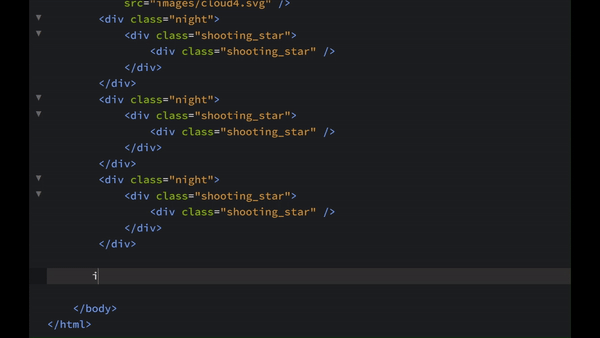 src="images/cloud4.svg" />
<div class="night">
<div class="shooting_star">
<div class="shooting_star" />
</div>
</div>
<div class="night">
<div class="shooting_star">
<div class="shooting_star" />
</div>
</div>
<div class="night">
<div class="shooting_star">
<div class="shooting_star" />
</div>
</div>
i
</body>
</html>